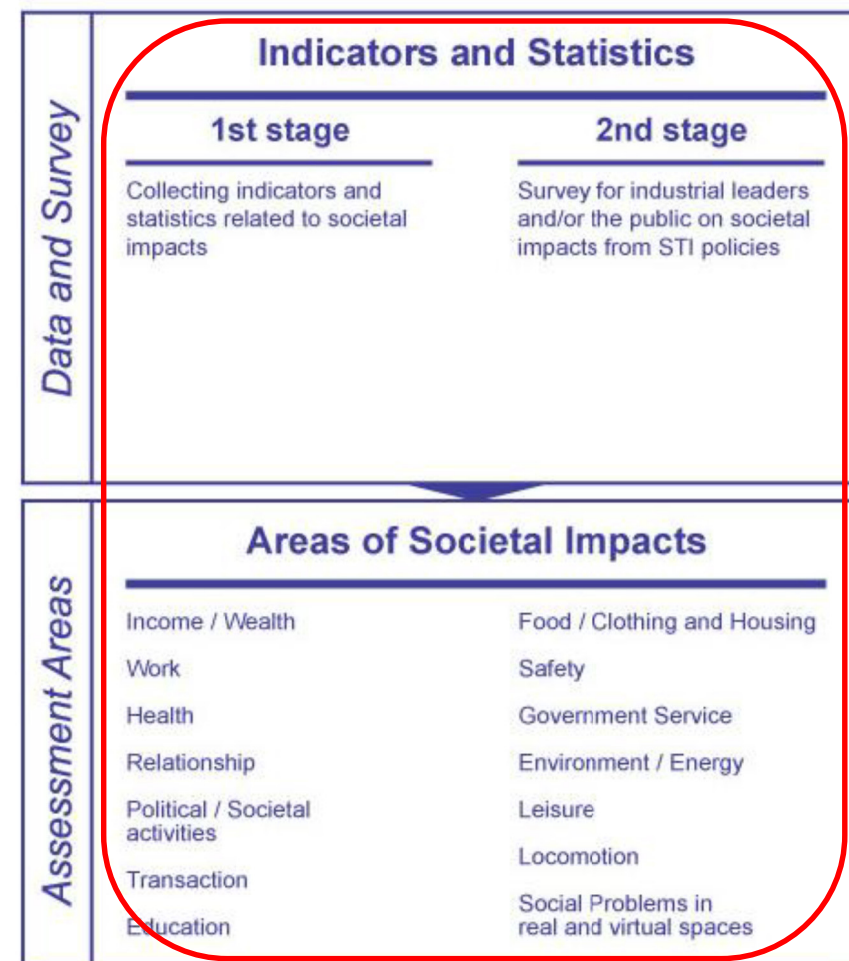 Data and Survey
Indicators and Statistics
1st stage
Collecting indicators and
statistics related to societal
impacts
2nd stage
Survey for industrial leaders
and/or the public on societal
impacts from STI policies
Assessment Areas
Areas of Societal Impacts
Income / Wealth
Work
Health
Relationship
Political / Societal
activities
Transaction
Education
Food / Clothing and Housing
Safety
Government Service
Environment / Energy
Leisure
Locomotion
Social Problems in
real and virtual spaces